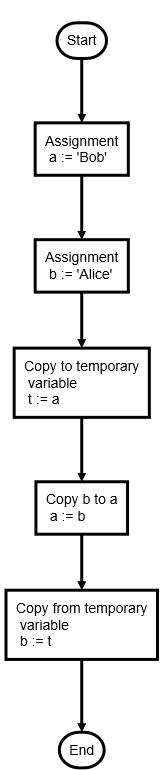 Start
Assignment
a := 'Bob'
Assignment
b := 'Alice'
Copy to temporary
variable
t := a
Copy b to a
a := b
Copy from temporary
variable
b := t
End